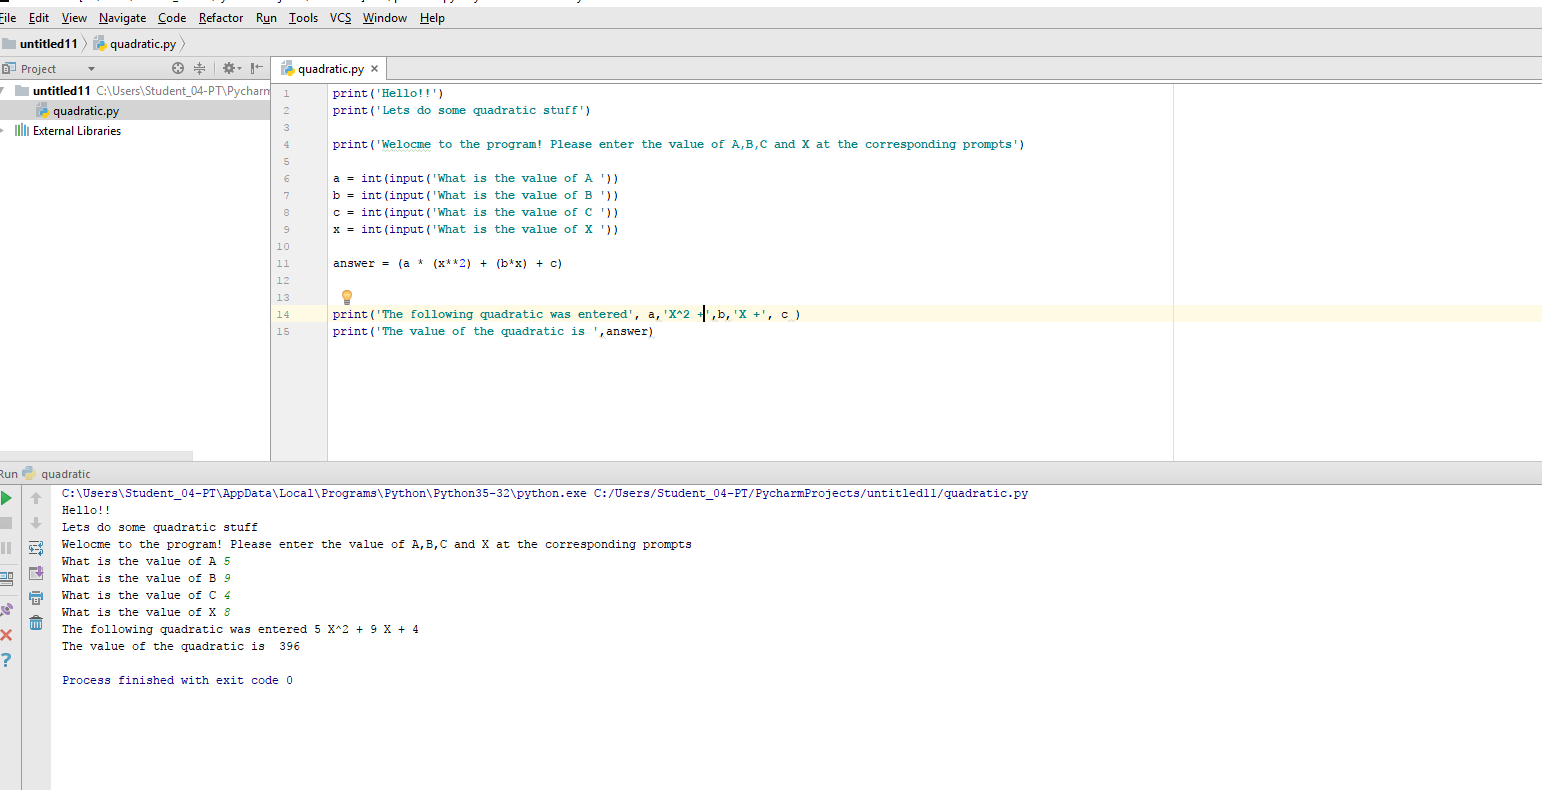 File Edit View Navigate Code Refactor Run Tools VCS Window Help
untitled11 quadratic.py
Project
quadratic.py
untitled11 C:\Users\Student_04-PT\Pycharm
quadratic.py
External Libraries
1 print('Hello!!')
2 print('Lets do some quadratic stuff')
3
4 print('Welocme to the program! Please enter the value of A,B,C and X at the corresponding prompts')
5
6 a = int(input('What is the value of A '))
7 b = int(input('What is the value of B '))
8 c = int(input('What is the value of C '))
9 x = int(input('What is the value of X '))
10
11 answer = (a * (x**2) + (b*x) + c)
12
13
14 print('The following quadratic was entered', a,'X^2 +',b,'X +', c )
15 print('The value of the quadratic is ',answer)
Run quadratic
C:\Users\Student_04-PT\AppData\Local\Programs\Python\Python35-32\python.exe C:/Users/Student_04-PT/PycharmProjects/untitled11/quadratic.py
Hello!!
Lets do some quadratic stuff
Welocme to the program! Please enter the value of A,B,C and X at the corresponding prompts
What is the value of A 5
What is the value of B 9
What is the value of C 4
What is the value of X 8
The following quadratic was entered 5 X^2 + 9 X + 4
The value of the quadratic is  396
Process finished with exit code 0